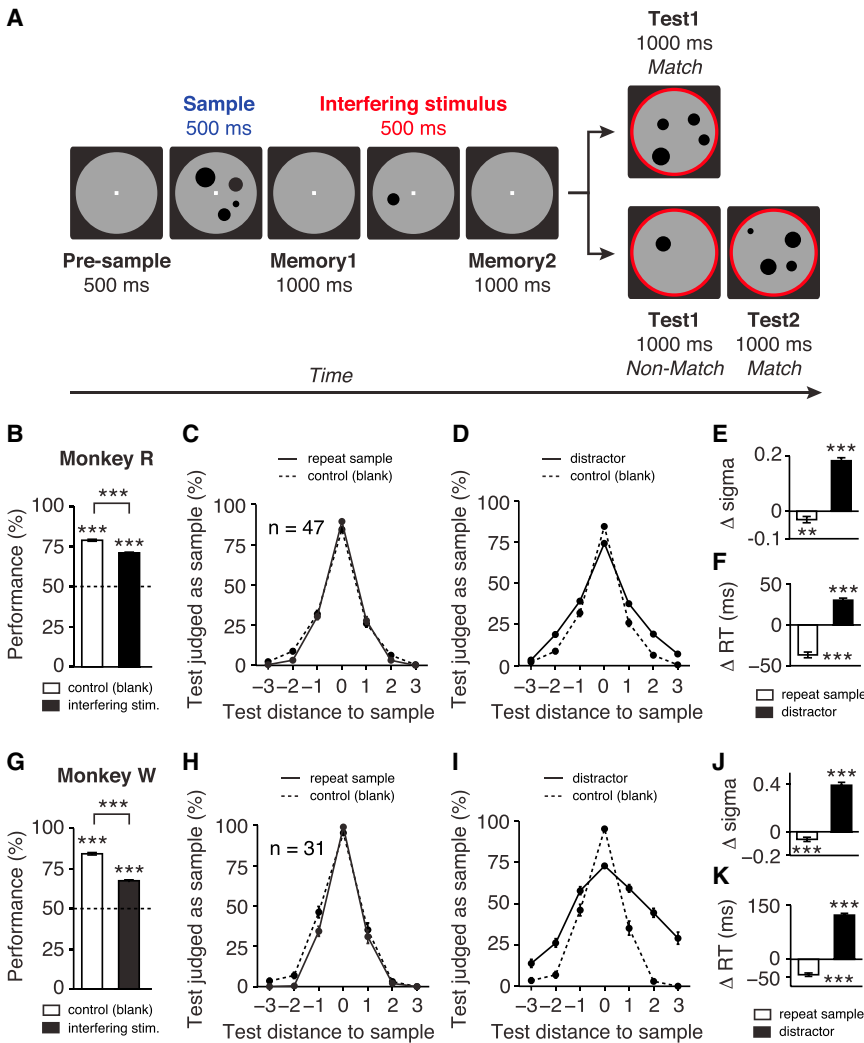 A
Test1
1000 ms
Match
Sample
500 ms
Interfering stimulus
500 ms
Pre-sample
500 ms
Memory1
1000 ms
Memory2
1000 ms
Test1
1000 ms
Non-Match
Test2
1000 ms
Match
Time
B
Monkey R
Performance (%)
100
75
50
25
0
***
***
***
control (blank)
interfering stim.
C
repeat sample
control (blank)
Test judged as sample (%)
100
75
50
25
0
n = 47
−3 −2 −1 0 1 2 3
Test distance to sample
D
distractor
control (blank)
Test judged as sample (%)
100
75
50
25
0
−3 −2 −1 0 1 2 3
Test distance to sample
E
Δ sigma
0.2
0
-0.1
***
**
F
Δ RT (ms)
50
0
−50
***
***
repeat sample
distractor
G
Monkey W
Performance (%)
100
75
50
25
0
***
***
***
control (blank)
interfering stim.
H
repeat sample
control (blank)
Test judged as sample (%)
100
75
50
25
0
n = 31
−3 −2 −1 0 1 2 3
Test distance to sample
I
distractor
control (blank)
Test judged as sample (%)
100
75
50
25
0
−3 −2 −1 0 1 2 3
Test distance to sample
J
Δ sigma
0.4
0
−0.2
***
***
K
Δ RT (ms)
150
0
−50
***
***
repeat sample
distractor